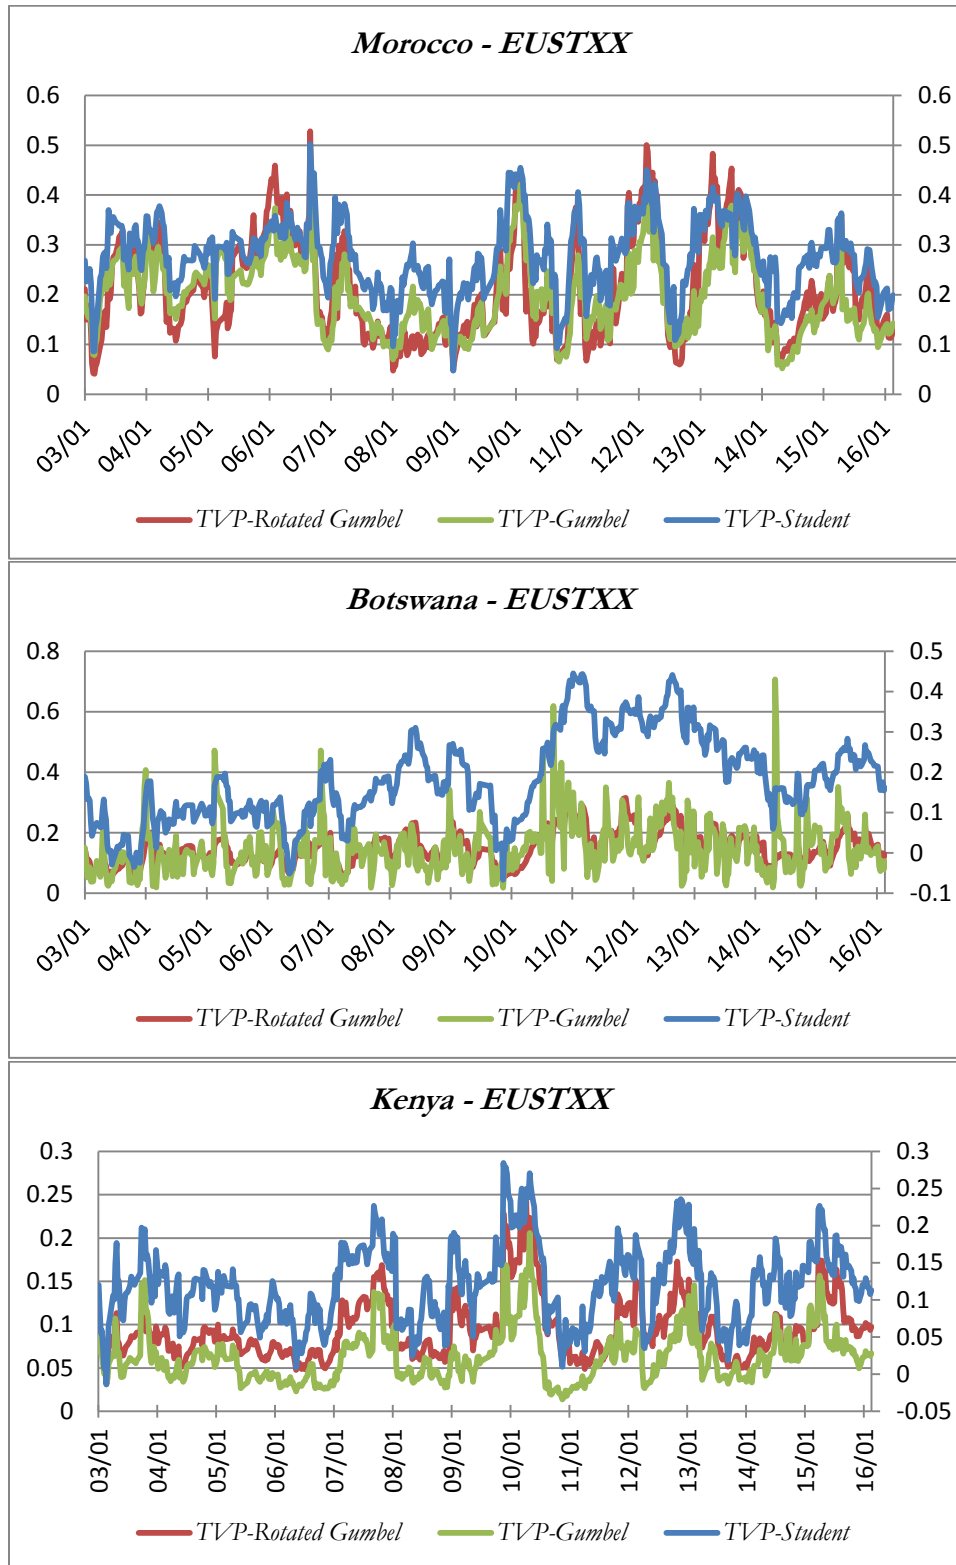 Morocco - EUSTXX
0.6 0.6
0.5 0.5
0.4 0.4
0.3 0.3
0.2 0.2
0.1 0.1
0 0
03/01 04/01 05/01 06/01 07/01 08/01 09/01 10/01 11/01 12/01 13/01 14/01 15/01 16/01
TVP-Rotated Gumbel TVP-Gumbel TVP-Student
Botswana - EUSTXX
0.8 0.5
0.4
0.6 0.3
0.4 0.2
0.1
0.2 0
0 -0.1
03/01 04/01 05/01 06/01 07/01 08/01 09/01 10/01 11/01 12/01 13/01 14/01 15/01 16/01
TVP-Rotated Gumbel TVP-Gumbel TVP-Student
Kenya - EUSTXX
0.3 0.3
0.25 0.25
0.2 0.2
0.15 0.15
0.1 0.1
0.05 0.05
0
0 -0.05
03/01 04/01 05/01 06/01 07/01 08/01 09/01 10/01 11/01 12/01 13/01 14/01 15/01 16/01
TVP-Rotated Gumbel TVP-Gumbel TVP-Student